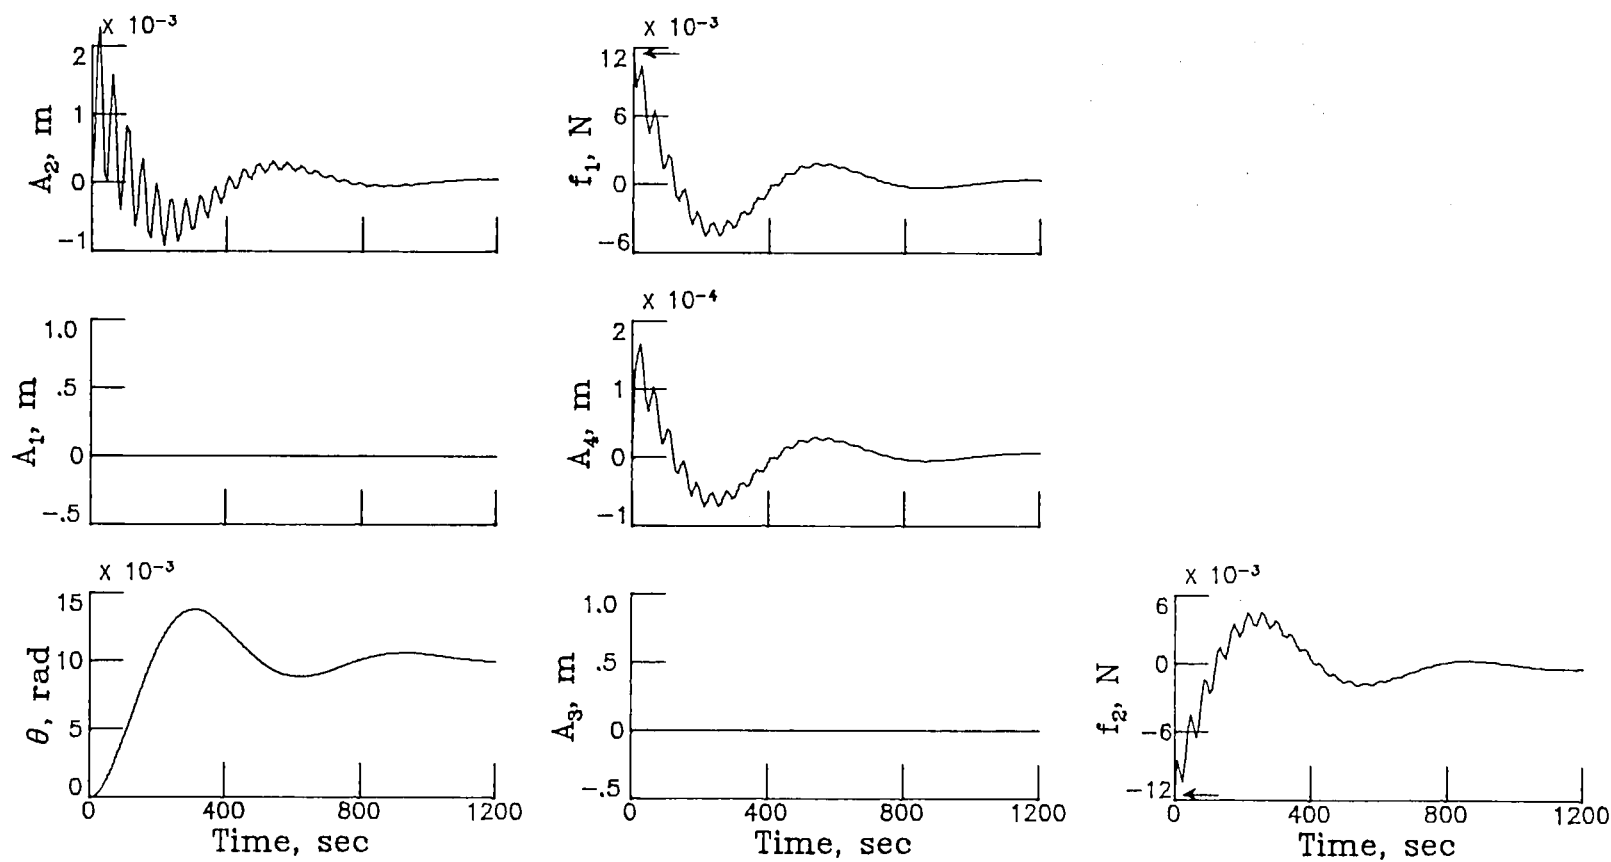 X 10⁻³
2
1
0
−1
A₂, m
X 10⁻³
12
6
0
−6
f₁, N
1.0
.5
0
−.5
A₁, m
X 10⁻⁴
2
1
0
−1
A₄, m
X 10⁻³
15
10
5
0
θ, rad
0 400 800 1200
Time, sec
1.0
.5
0
−.5
A₃, m
0 400 800 1200
Time, sec
X 10⁻³
6
0
−6
−12
f₂, N
0 400 800 1200
Time, sec